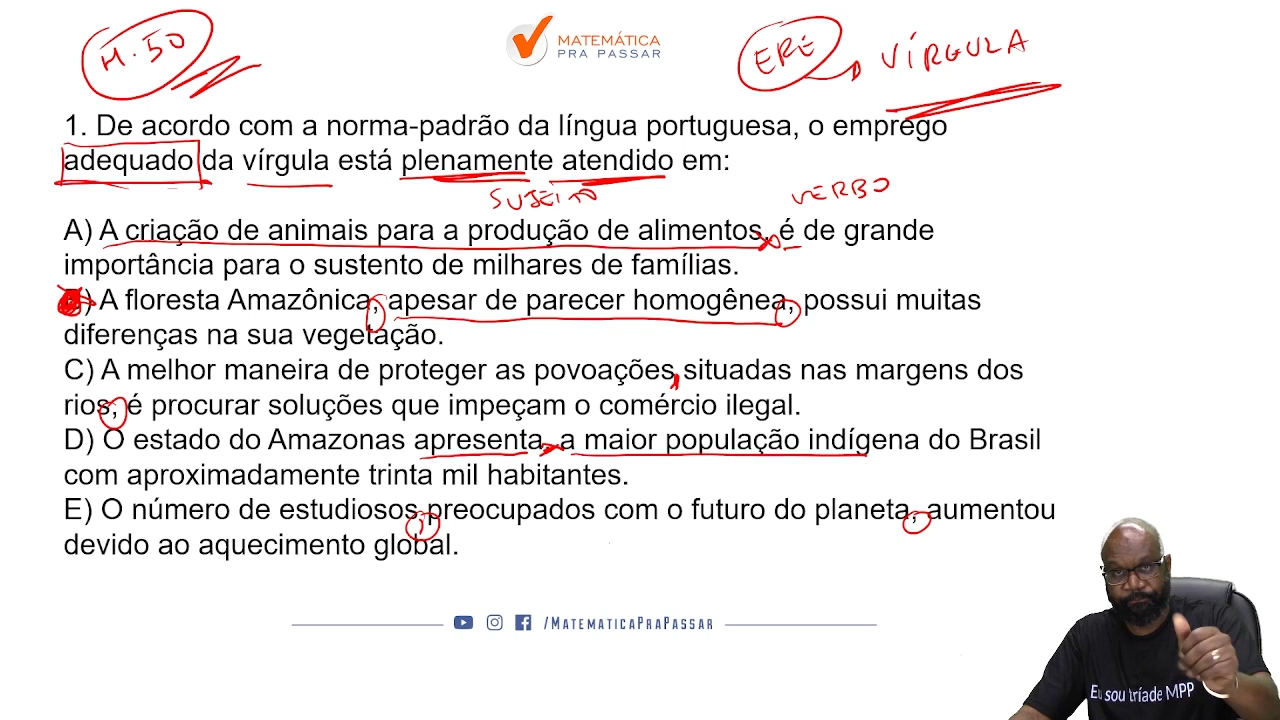 M.50
MATEMÁTICA
PRA PASSAR
ERE VÍRGULA
1. De acordo com a norma-padrão da língua portuguesa, o emprego
adequado da vírgula está plenamente atendido em:
SUJEITO VERBO
A) A criação de animais para a produção de alimentos, é de grande
importância para o sustento de milhares de famílias.
B) A floresta Amazônica, apesar de parecer homogênea, possui muitas
diferenças na sua vegetação.
C) A melhor maneira de proteger as povoações, situadas nas margens dos
rios, é procurar soluções que impeçam o comércio ilegal.
D) O estado do Amazonas apresenta, a maior população indígena do Brasil
com aproximadamente trinta mil habitantes.
E) O número de estudiosos, preocupados com o futuro do planeta, aumentou
devido ao aquecimento global.
/MATEMATICAPRAPASSAR
Eu sou tríade MPP